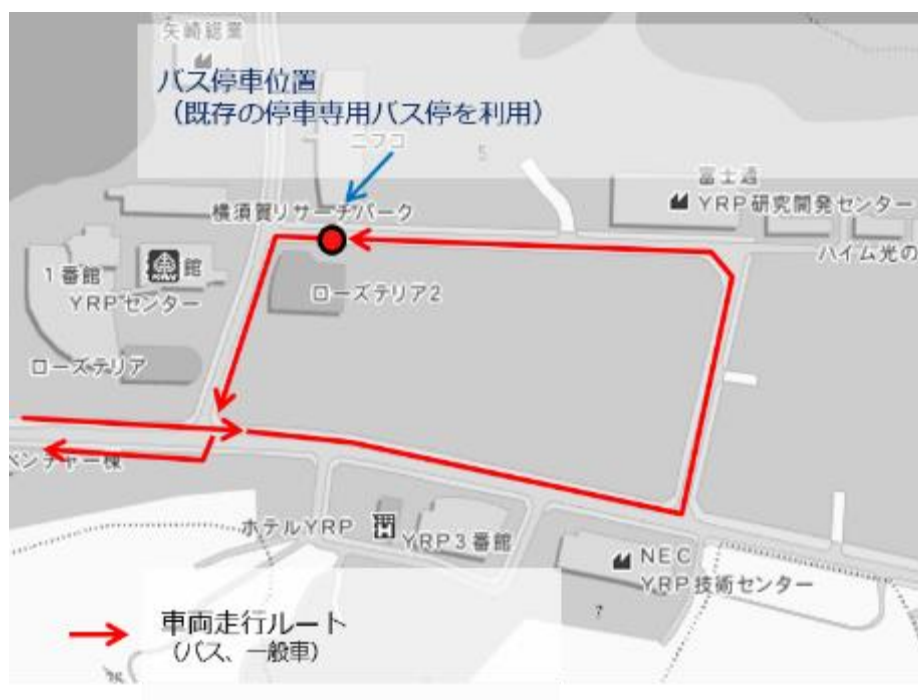 矢崎総業
バス停車位置
（既存の停車専用バス停を利用）
ニフコ
5
富士通
YRP研究開発センター
横須賀リサーチパーク
ハイム光の
1番館
館
YRPセンター
ローズテリア2
ローズテリア
ベンチャー棟
ホテルYRP
YRP3番館
NEC
YRP技術センター
7
車両走行ルート
（バス、一般車）